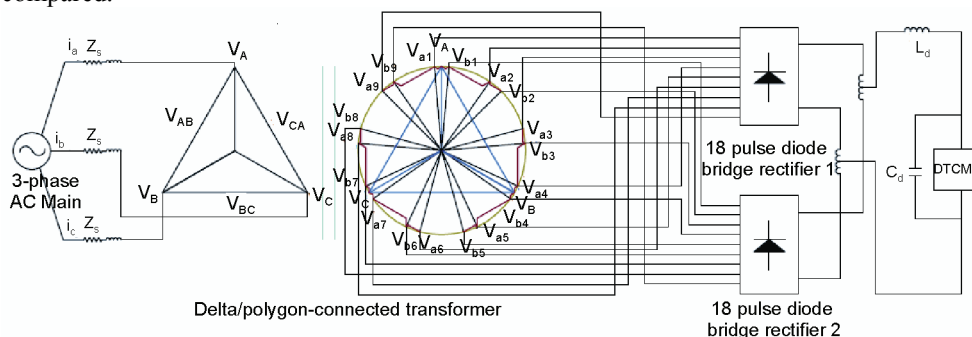 compared.
i_a Z_s
V_A
V_AB
V_CA
i_b Z_s
3-phase
AC Main
V_B
V_C
V_BC
i_c Z_s
V_A
V_a1
V_b1
V_a2
V_b2
V_a3
V_b3
V_a4
V_B
V_b4
V_a5
V_b5
V_a6
V_b6
V_a7
V_C
V_b7
V_a8
V_b8
V_a9
V_b9
Delta/polygon-connected transformer
18 pulse diode
bridge rectifier 1
18 pulse diode
bridge rectifier 2
L_d
C_d
DTCM